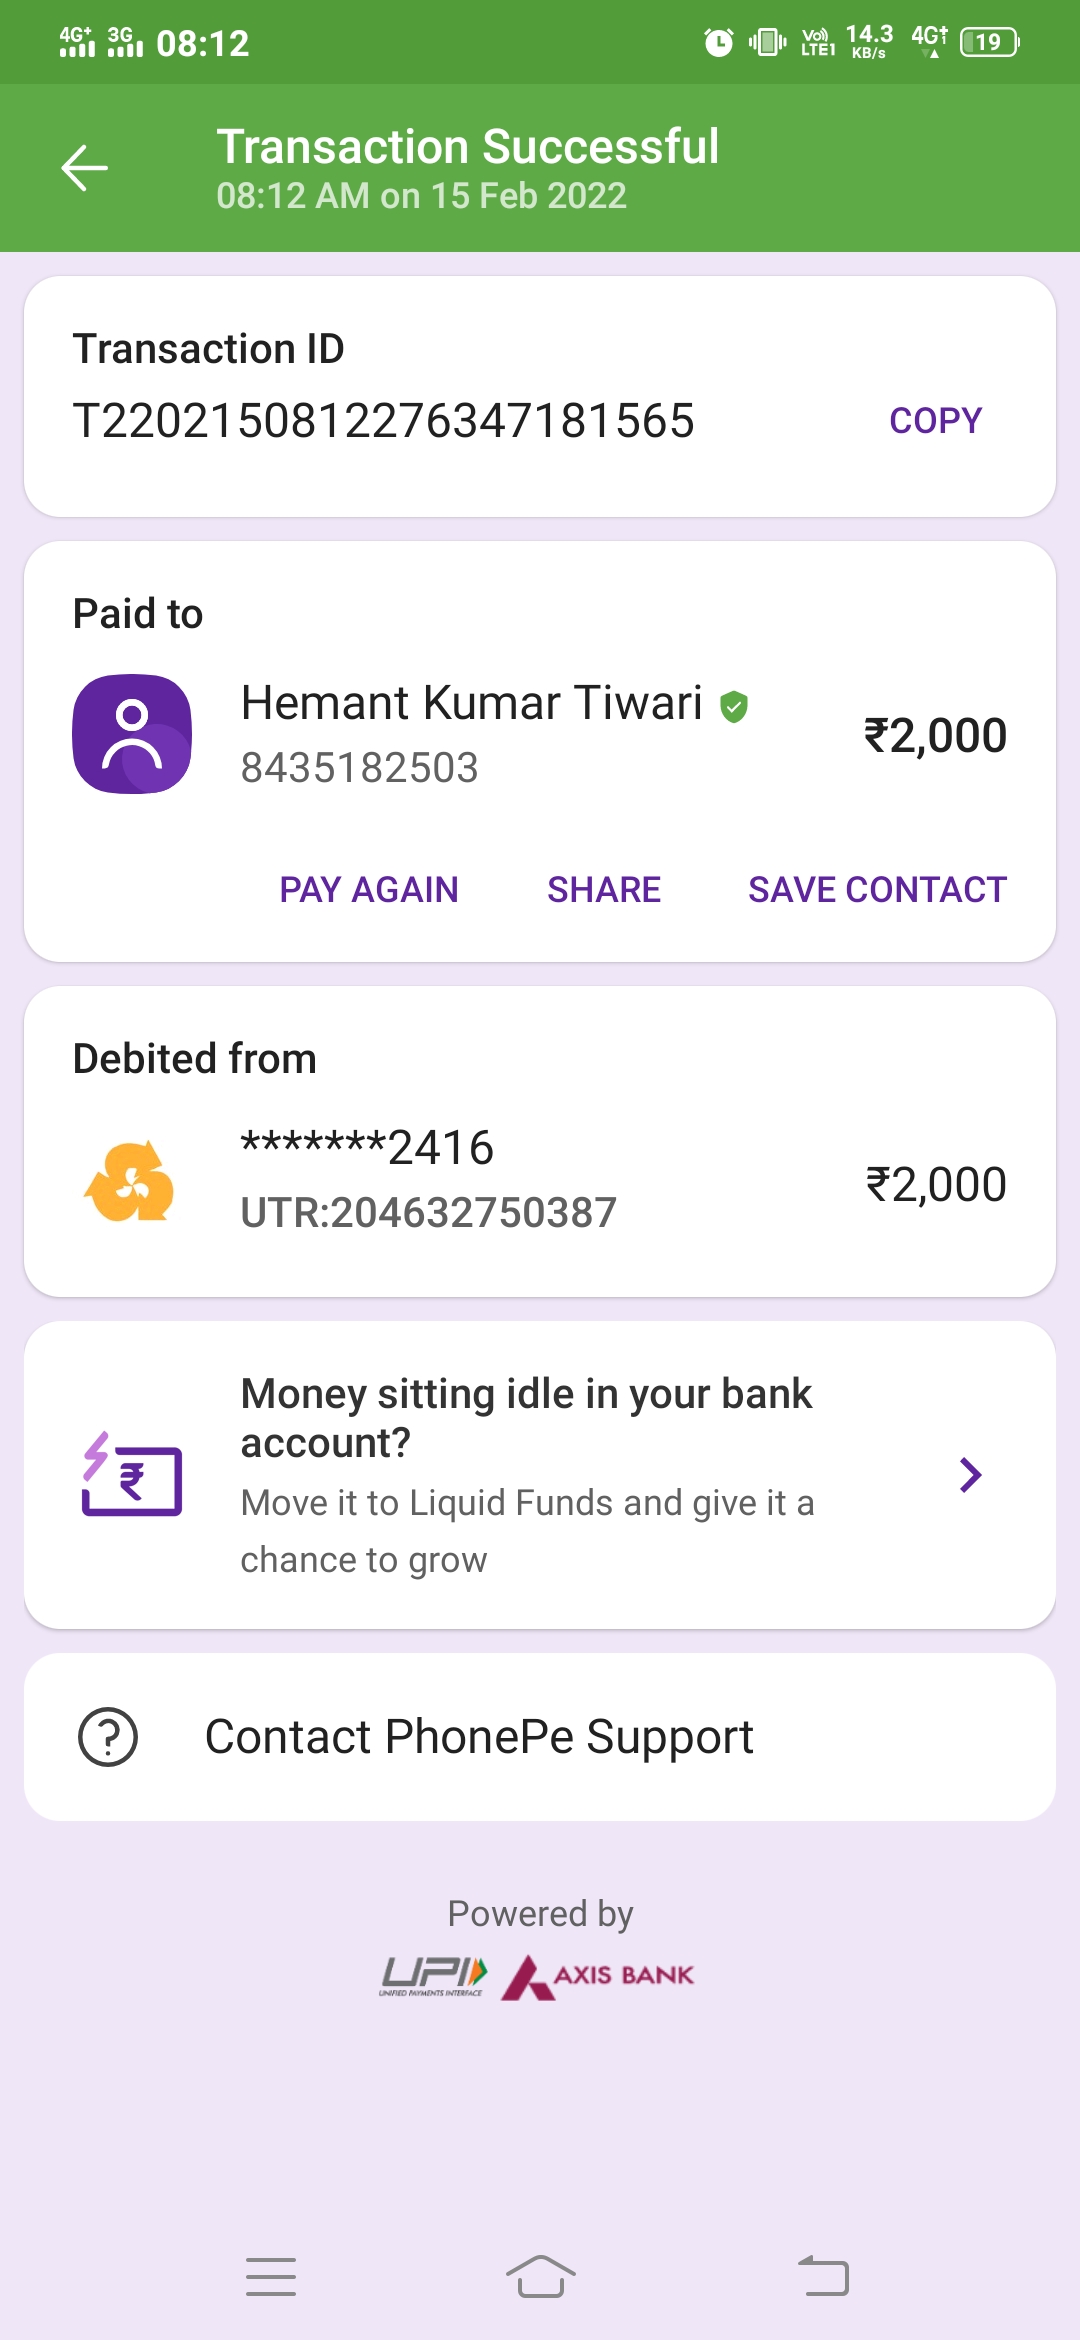 4G+ 3G 08:12 Vo)) LTE1 14.3 KB/s 4G+ 19
Transaction Successful
08:12 AM on 15 Feb 2022
Transaction ID
T2202150812276347181565 COPY
Paid to
Hemant Kumar Tiwari
8435182503
₹2,000
PAY AGAIN SHARE SAVE CONTACT
Debited from
*******2416
UTR:204632750387
₹2,000
Money sitting idle in your bank
account?
Move it to Liquid Funds and give it a
chance to grow
Contact PhonePe Support
Powered by
UPI AXIS BANK
UNIFIED PAYMENTS INTERFACE